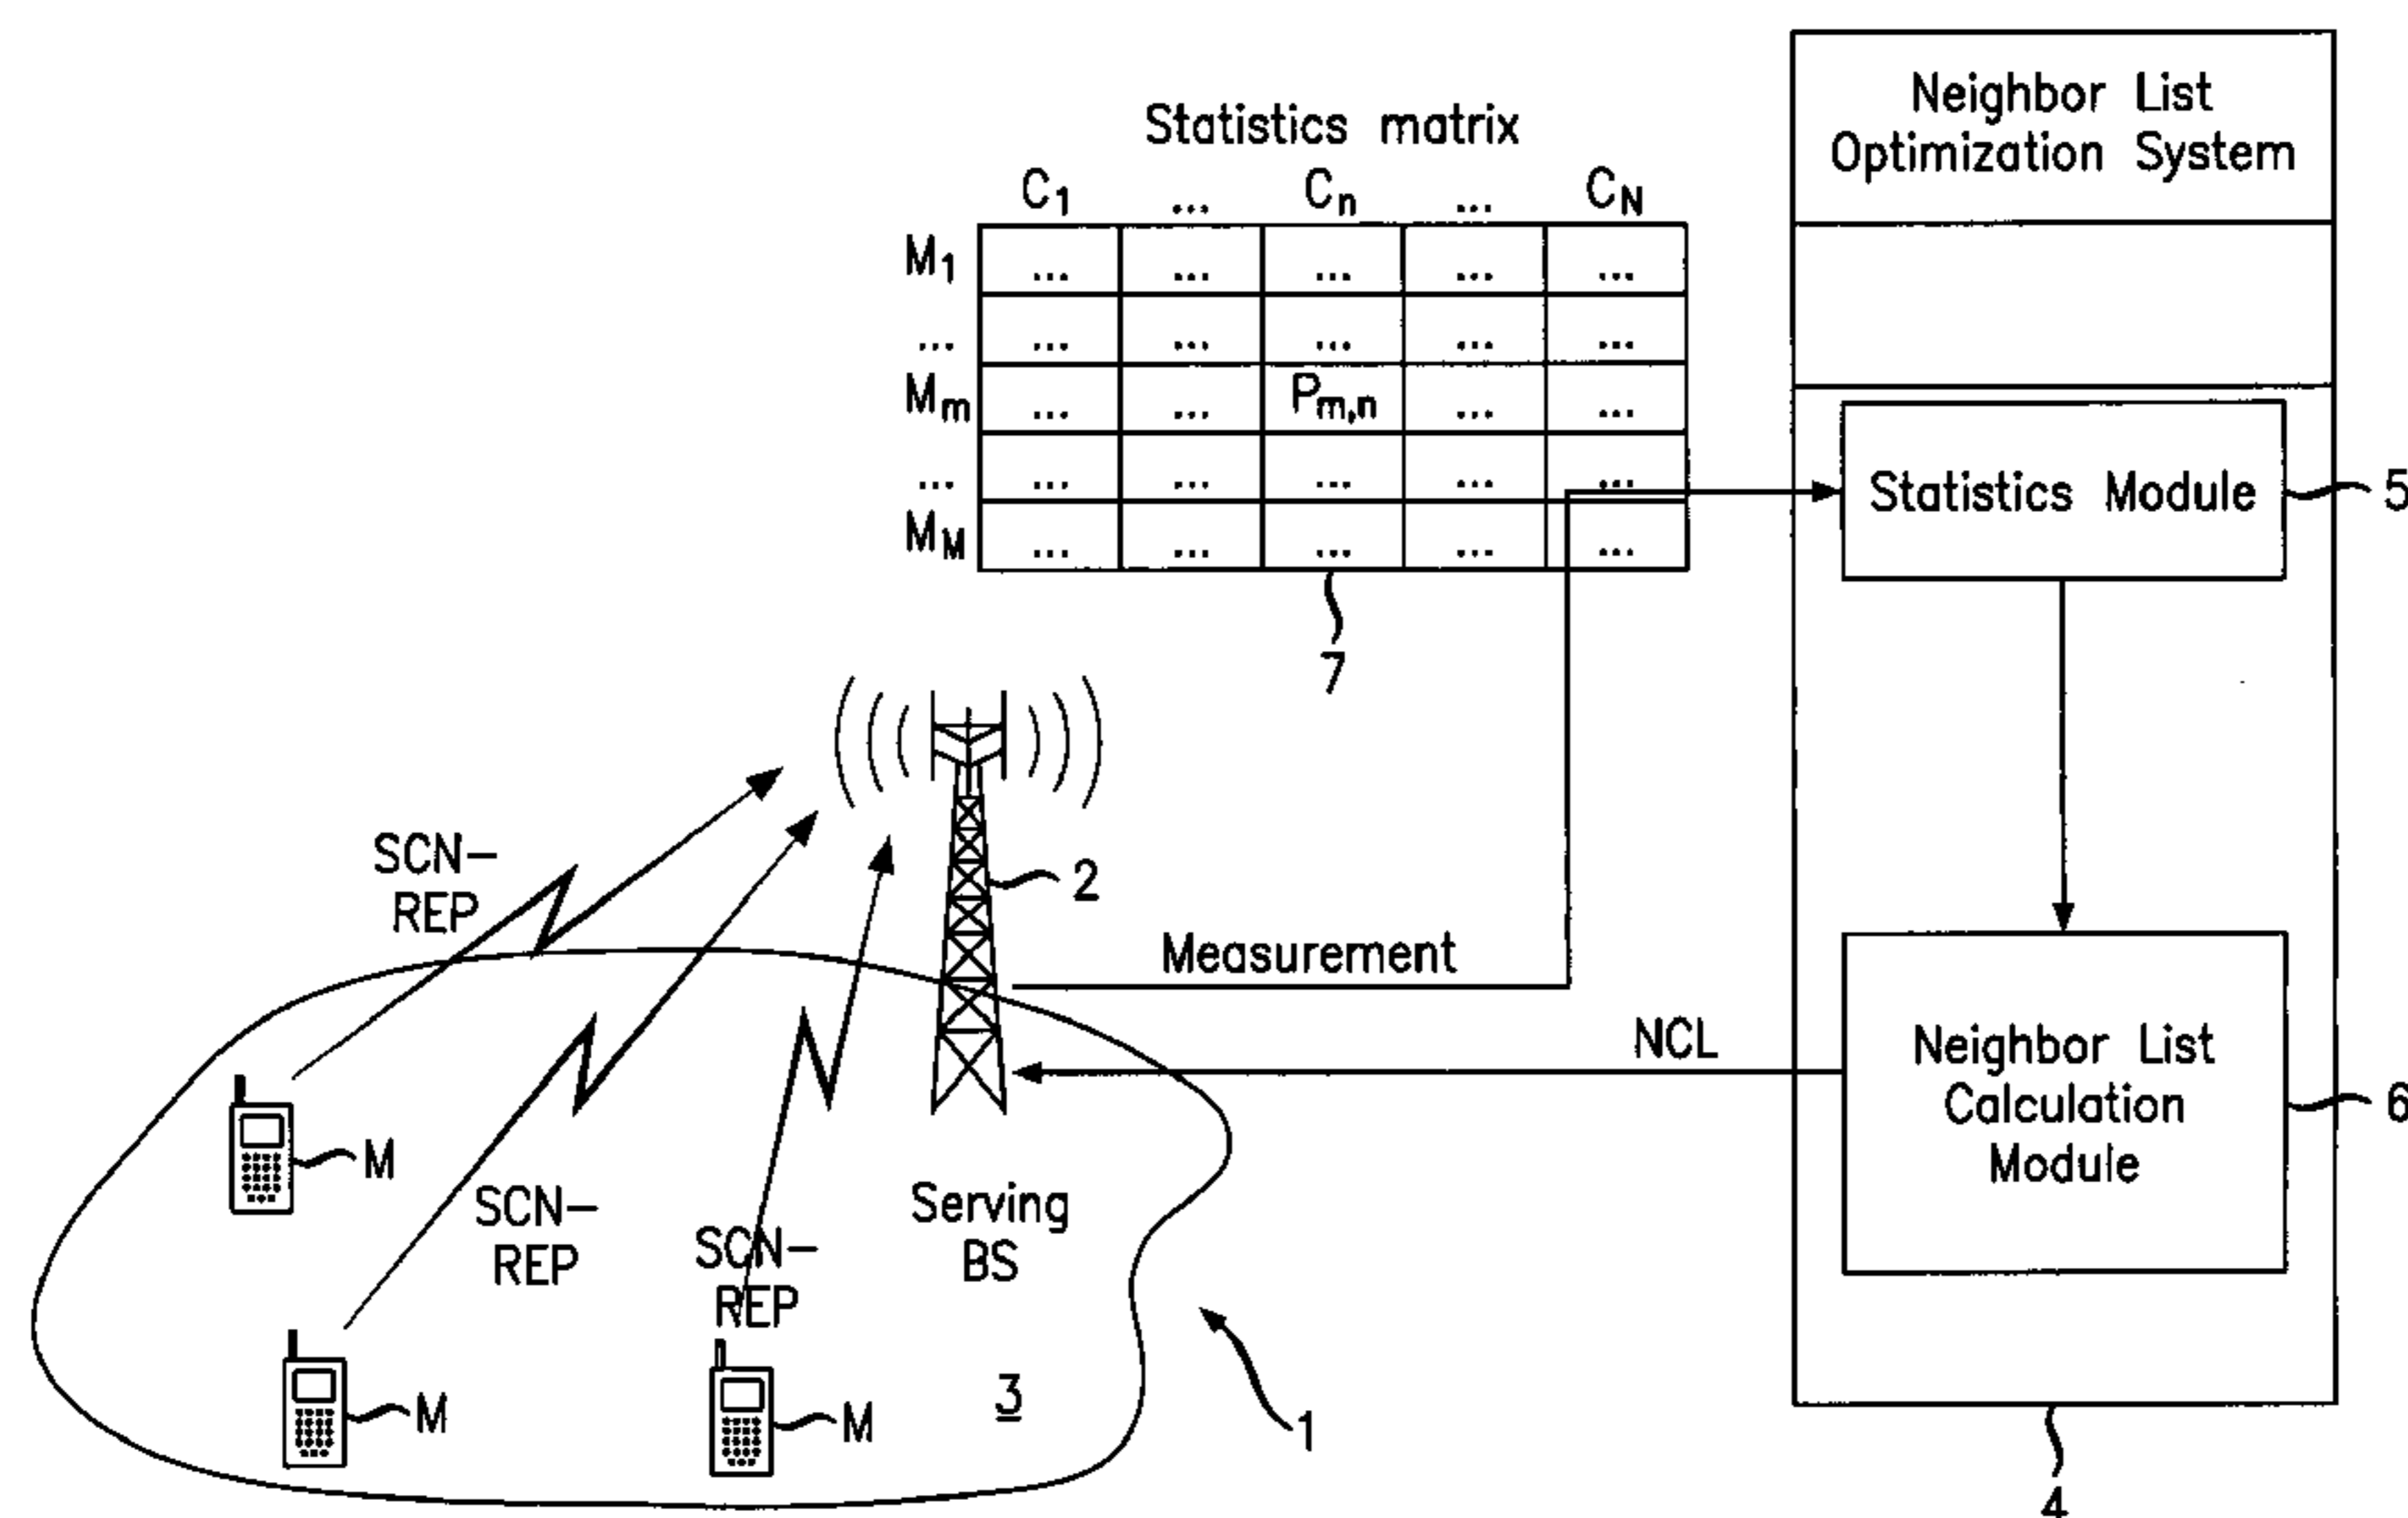 Neighbor List
Optimization System
Statistics matrix
C1 ... Cn ... CN
M1 ... ... ... ... ...
... ... ... ... ... ...
Mm ... ... Pm,n ... ...
... ... ... ... ... ...
MM ... ... ... ... ...
7
Statistics Module
5
SCN-
REP
2
Measurement
NCL
Neighbor List
Calculation
Module
6
M
SCN-
REP
SCN-
REP
Serving
BS
M
M
3
1
4